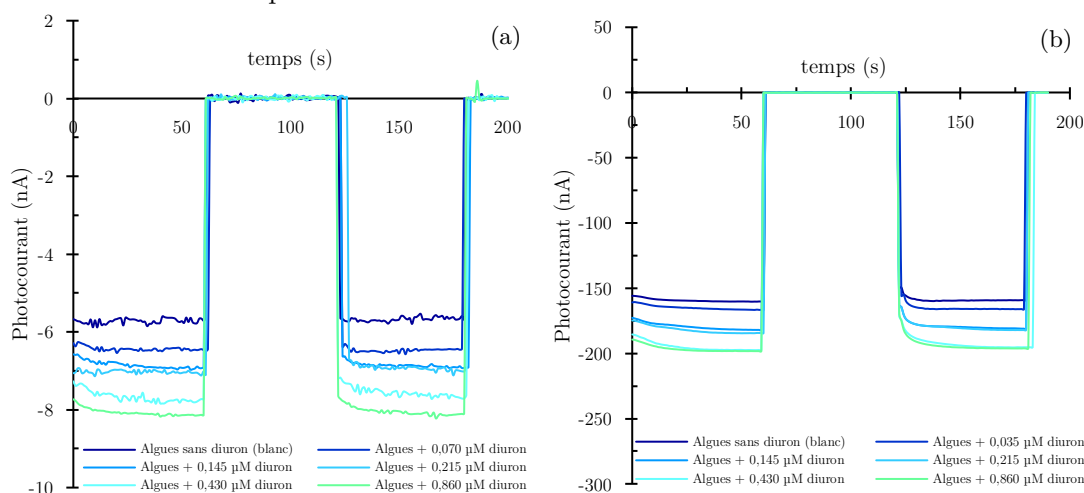 (a)
2
0
-2
-4
-6
-8
-10
temps (s)
0 50 100 150 200
Photocourant (nA)
Algues sans diuron (blanc)
Algues + 0,070 µM diuron
Algues + 0,145 µM diuron
Algues + 0,215 µM diuron
Algues + 0,430 µM diuron
Algues + 0,860 µM diuron
(b)
50
0
-50
-100
-150
-200
-250
-300
temps (s)
0 50 100 150 200
Photocourant (nA)
Algues sans diuron (blanc)
Algues + 0,035 µM diuron
Algues + 0,145 µM diuron
Algues + 0,215 µM diuron
Algues + 0,430 µM diuron
Algues + 0,860 µM diuron